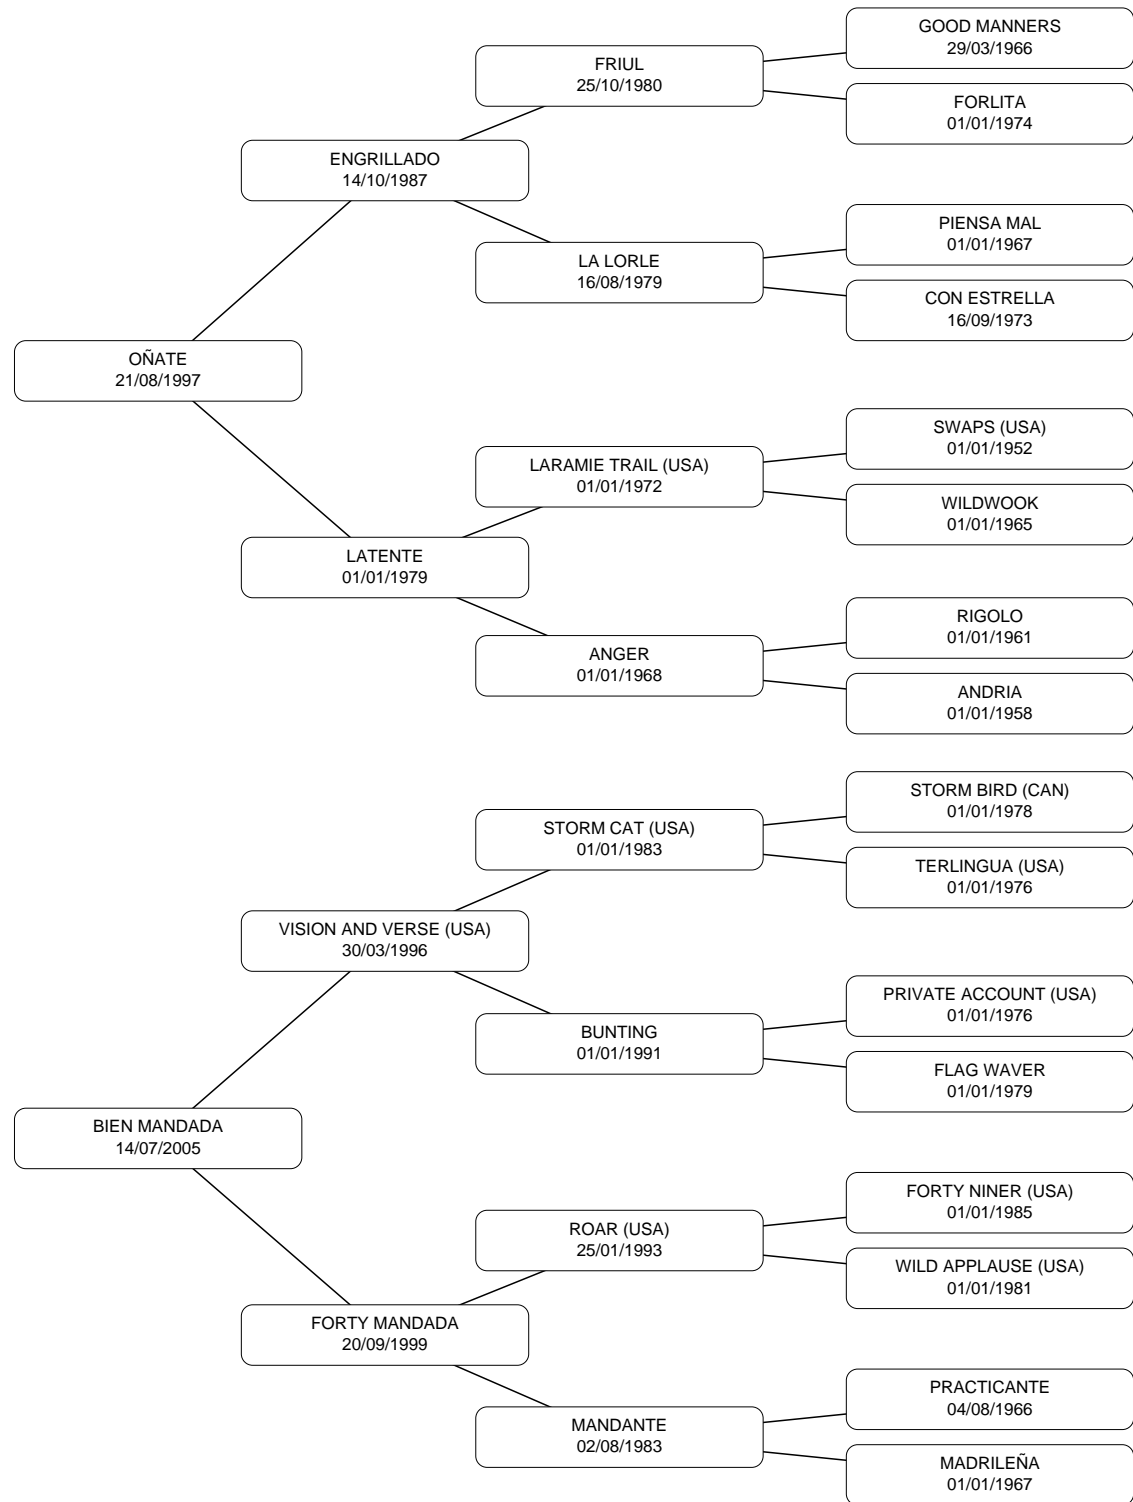 GOOD MANNERS
29/03/1966
FRIUL
25/10/1980
FORLITA
01/01/1974
ENGRILLADO
14/10/1987
PIENSA MAL
01/01/1967
LA LORLE
16/08/1979
CON ESTRELLA
16/09/1973
OÑATE
21/08/1997
SWAPS (USA)
01/01/1952
LARAMIE TRAIL (USA)
01/01/1972
WILDWOOK
01/01/1965
LATENTE
01/01/1979
RIGOLO
01/01/1961
ANGER
01/01/1968
ANDRIA
01/01/1958
STORM BIRD (CAN)
01/01/1978
STORM CAT (USA)
01/01/1983
TERLINGUA (USA)
01/01/1976
VISION AND VERSE (USA)
30/03/1996
PRIVATE ACCOUNT (USA)
01/01/1976
BUNTING
01/01/1991
FLAG WAVER
01/01/1979
BIEN MANDADA
14/07/2005
FORTY NINER (USA)
01/01/1985
ROAR (USA)
25/01/1993
WILD APPLAUSE (USA)
01/01/1981
FORTY MANDADA
20/09/1999
PRACTICANTE
04/08/1966
MANDANTE
02/08/1983
MADRILEÑA
01/01/1967